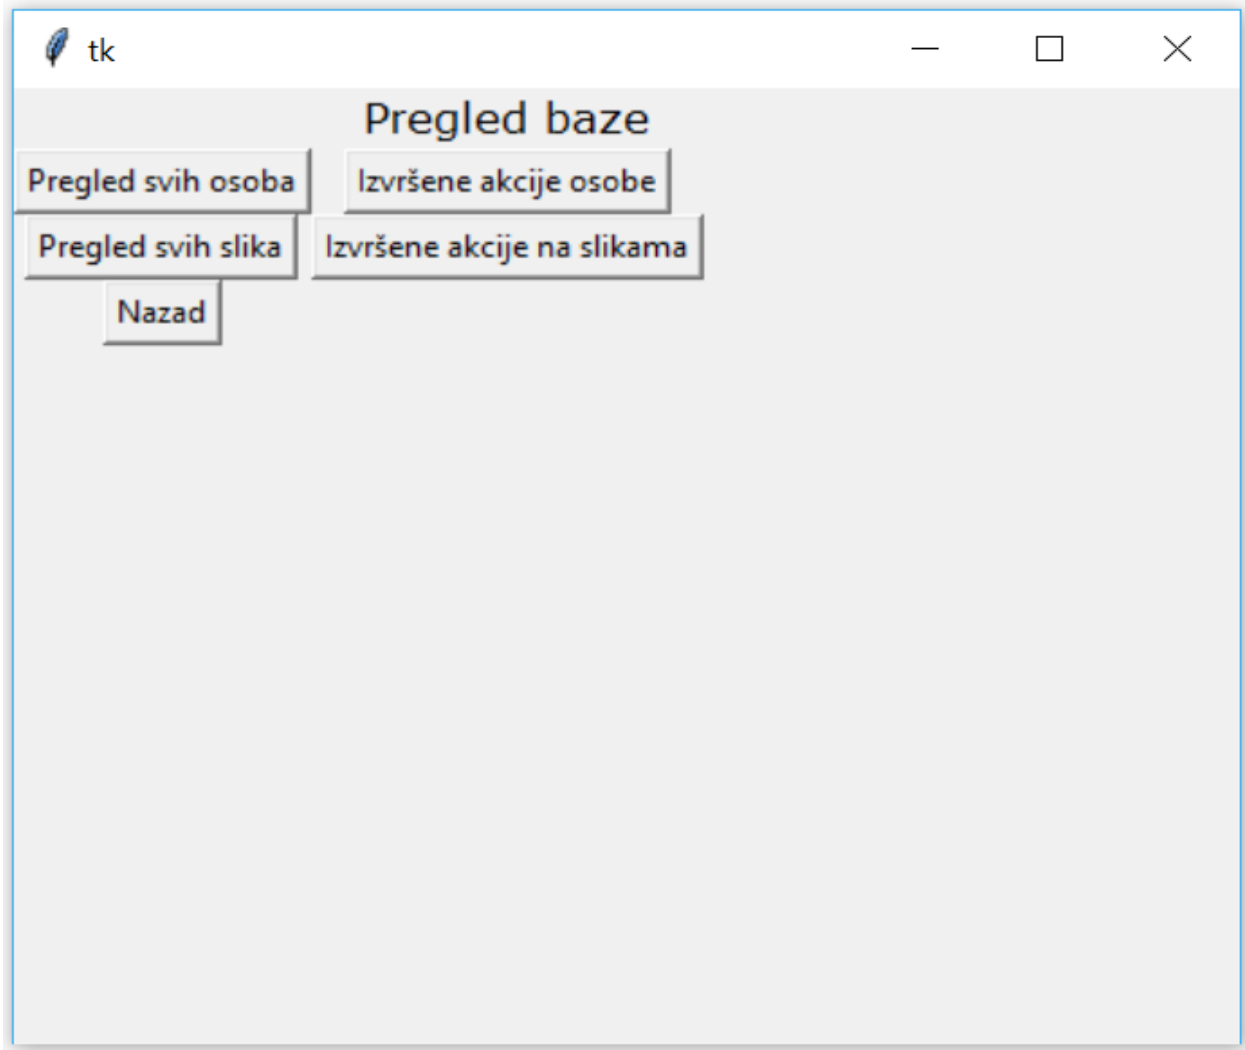 tk
Pregled baze
Pregled svih osoba Izvršene akcije osobe
Pregled svih slika Izvršene akcije na slikama
Nazad